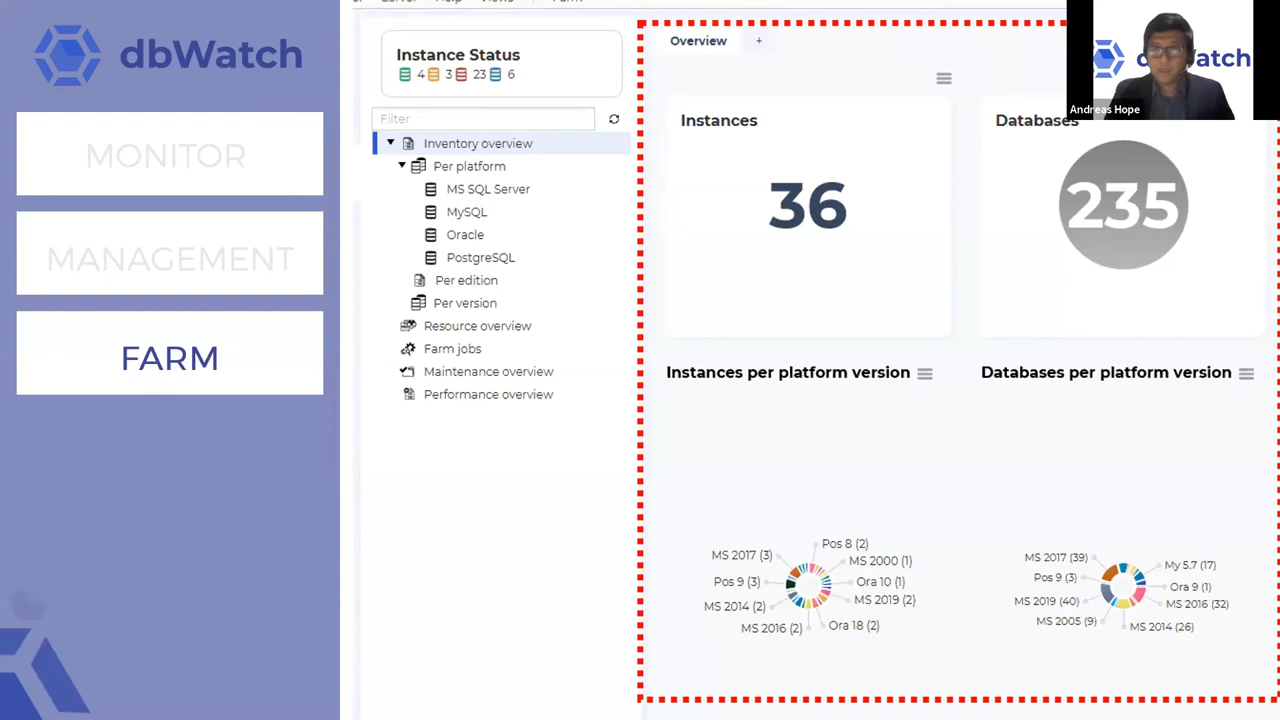 dbWatch
MONITOR
MANAGEMENT
FARM
Server Help Views Farm
Instance Status
4 3 23 6
Filter
Inventory overview
Per platform
MS SQL Server
MySQL
Oracle
PostgreSQL
Per edition
Per version
Resource overview
Farm jobs
Maintenance overview
Performance overview
Overview +
Andreas Hope
Instances
36
Databases
235
Instances per platform version
Pos 8 (2)
MS 2017 (3)
MS 2000 (1)
Pos 9 (3)
Ora 10 (1)
MS 2014 (2)
MS 2019 (2)
MS 2016 (2)
Ora 18 (2)
Databases per platform version
MS 2017 (39)
My 5.7 (17)
Pos 9 (3)
Ora 9 (1)
MS 2019 (40)
MS 2016 (32)
MS 2005 (9)
MS 2014 (26)